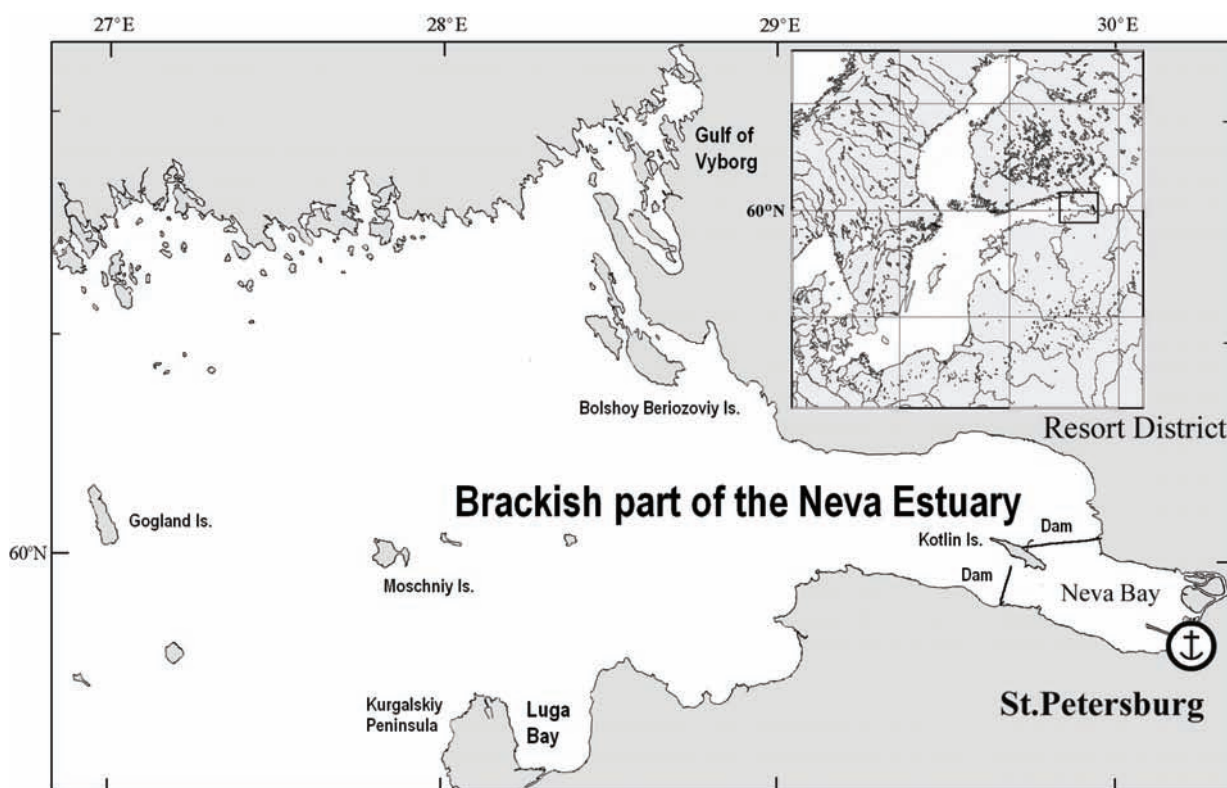 27°E
28°E
29°E
30°E
Gulf of
Vyborg
60°N
Bolshoy Beriozoviy Is.
Resort District
Brackish part of the Neva Estuary
Gogland Is.
Dam
Kotlin Is.
60°N
Moschniy Is.
Dam
Neva Bay
Kurgalskiy
Peninsula
Luga
Bay
St.Petersburg